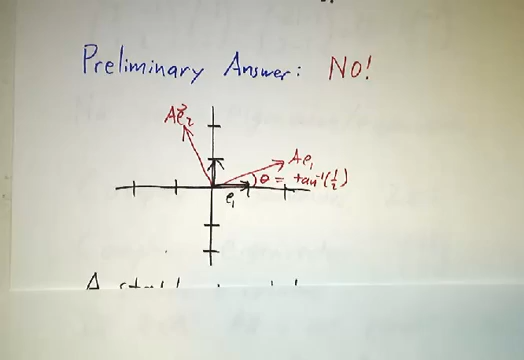 Preliminary Answer: No!
Ae₂
Ae₁
θ = tan⁻¹(½)
e₁